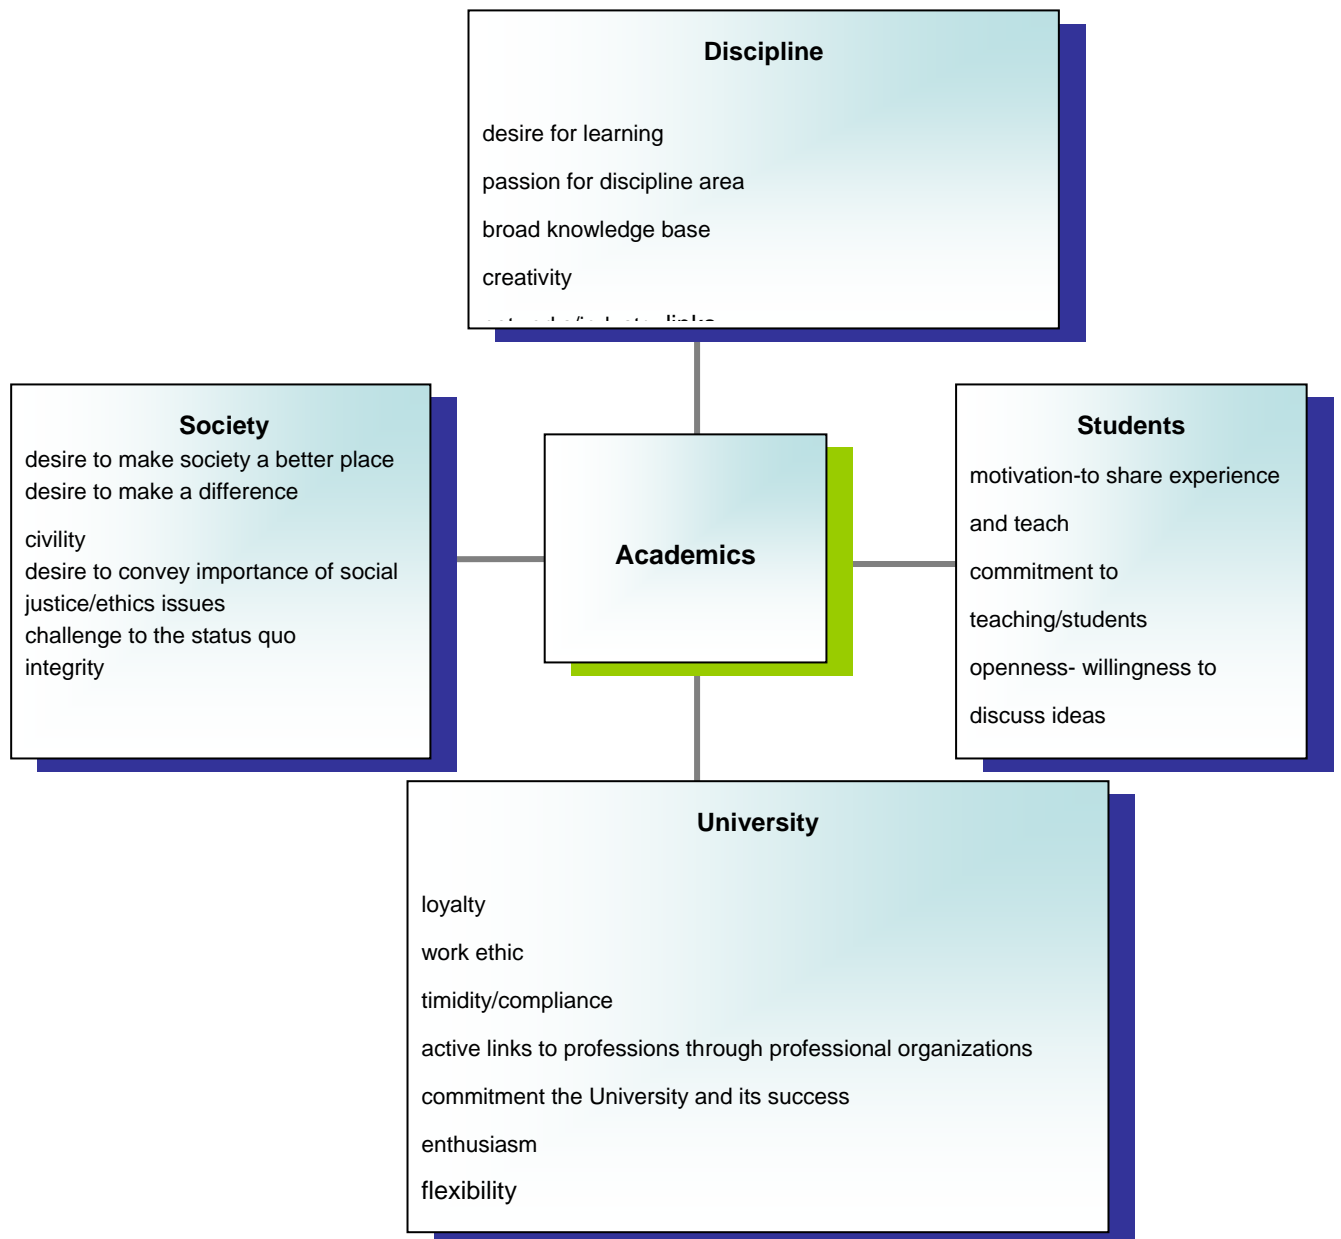 Discipline
desire for learning
passion for discipline area
broad knowledge base
creativity
links
Society
desire to make society a better place
desire to make a difference
civility
desire to convey importance of social
justice/ethics issues
challenge to the status quo
integrity
Academics
Students
motivation-to share experience
and teach
commitment to
teaching/students
openness- willingness to
discuss ideas
University
loyalty
work ethic
timidity/compliance
active links to professions through professional organizations
commitment the University and its success
enthusiasm
flexibility